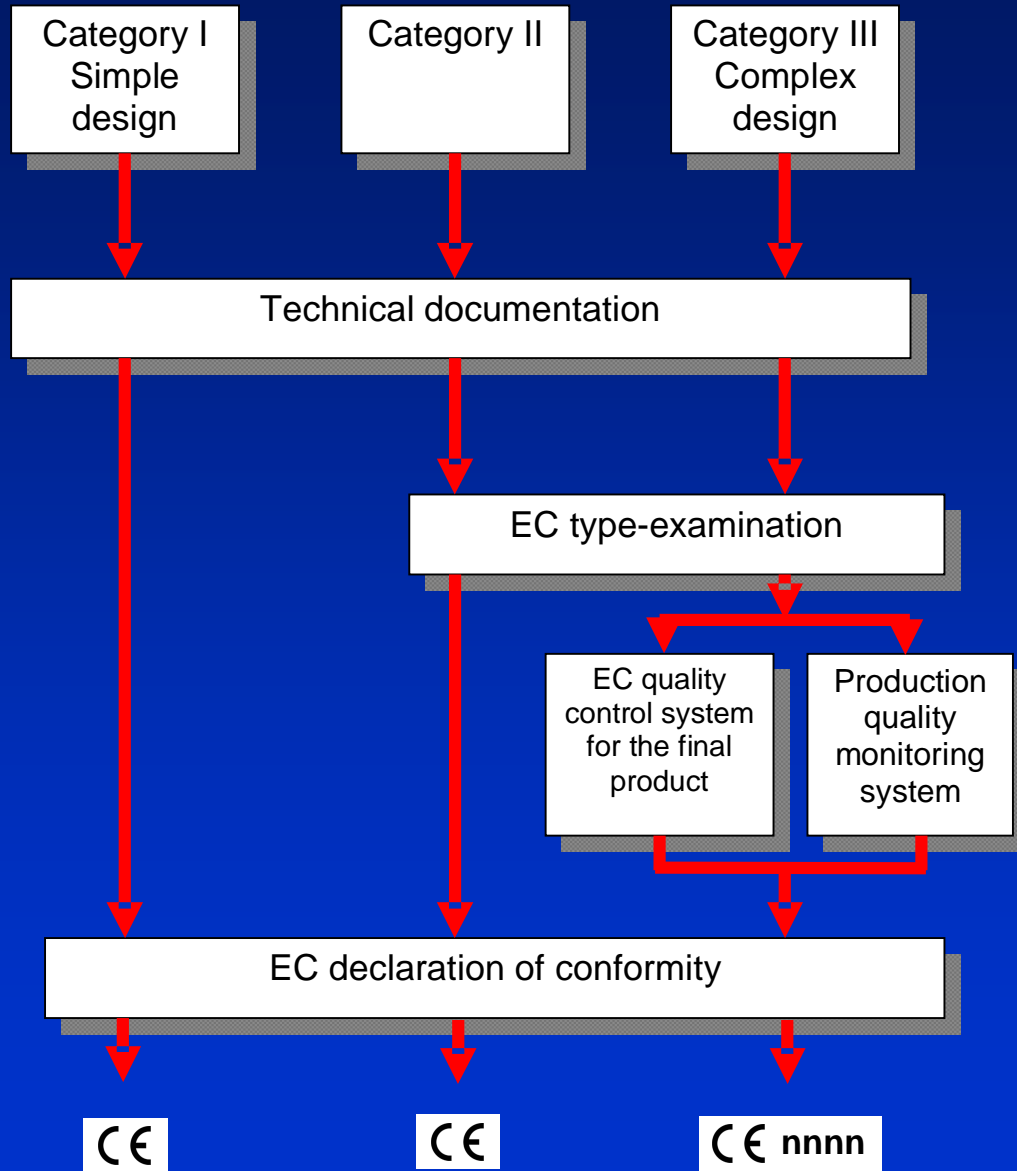 Category I
Simple
design
Category II
Category III
Complex
design
Technical documentation
EC type-examination
EC quality
control system
for the final
product
Production
quality
monitoring
system
EC declaration of conformity
CE
CE
CE nnnn